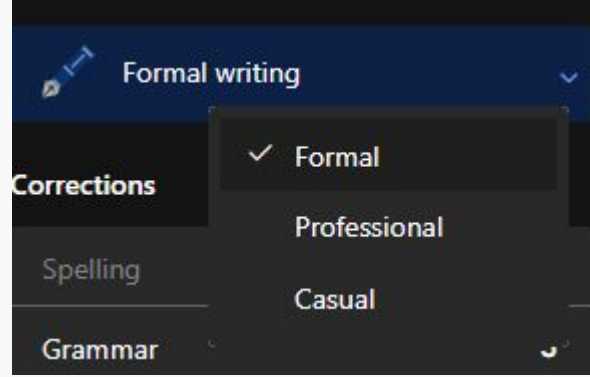 Formal writing
Formal
Corrections
Professional
Spelling
Casual
Grammar